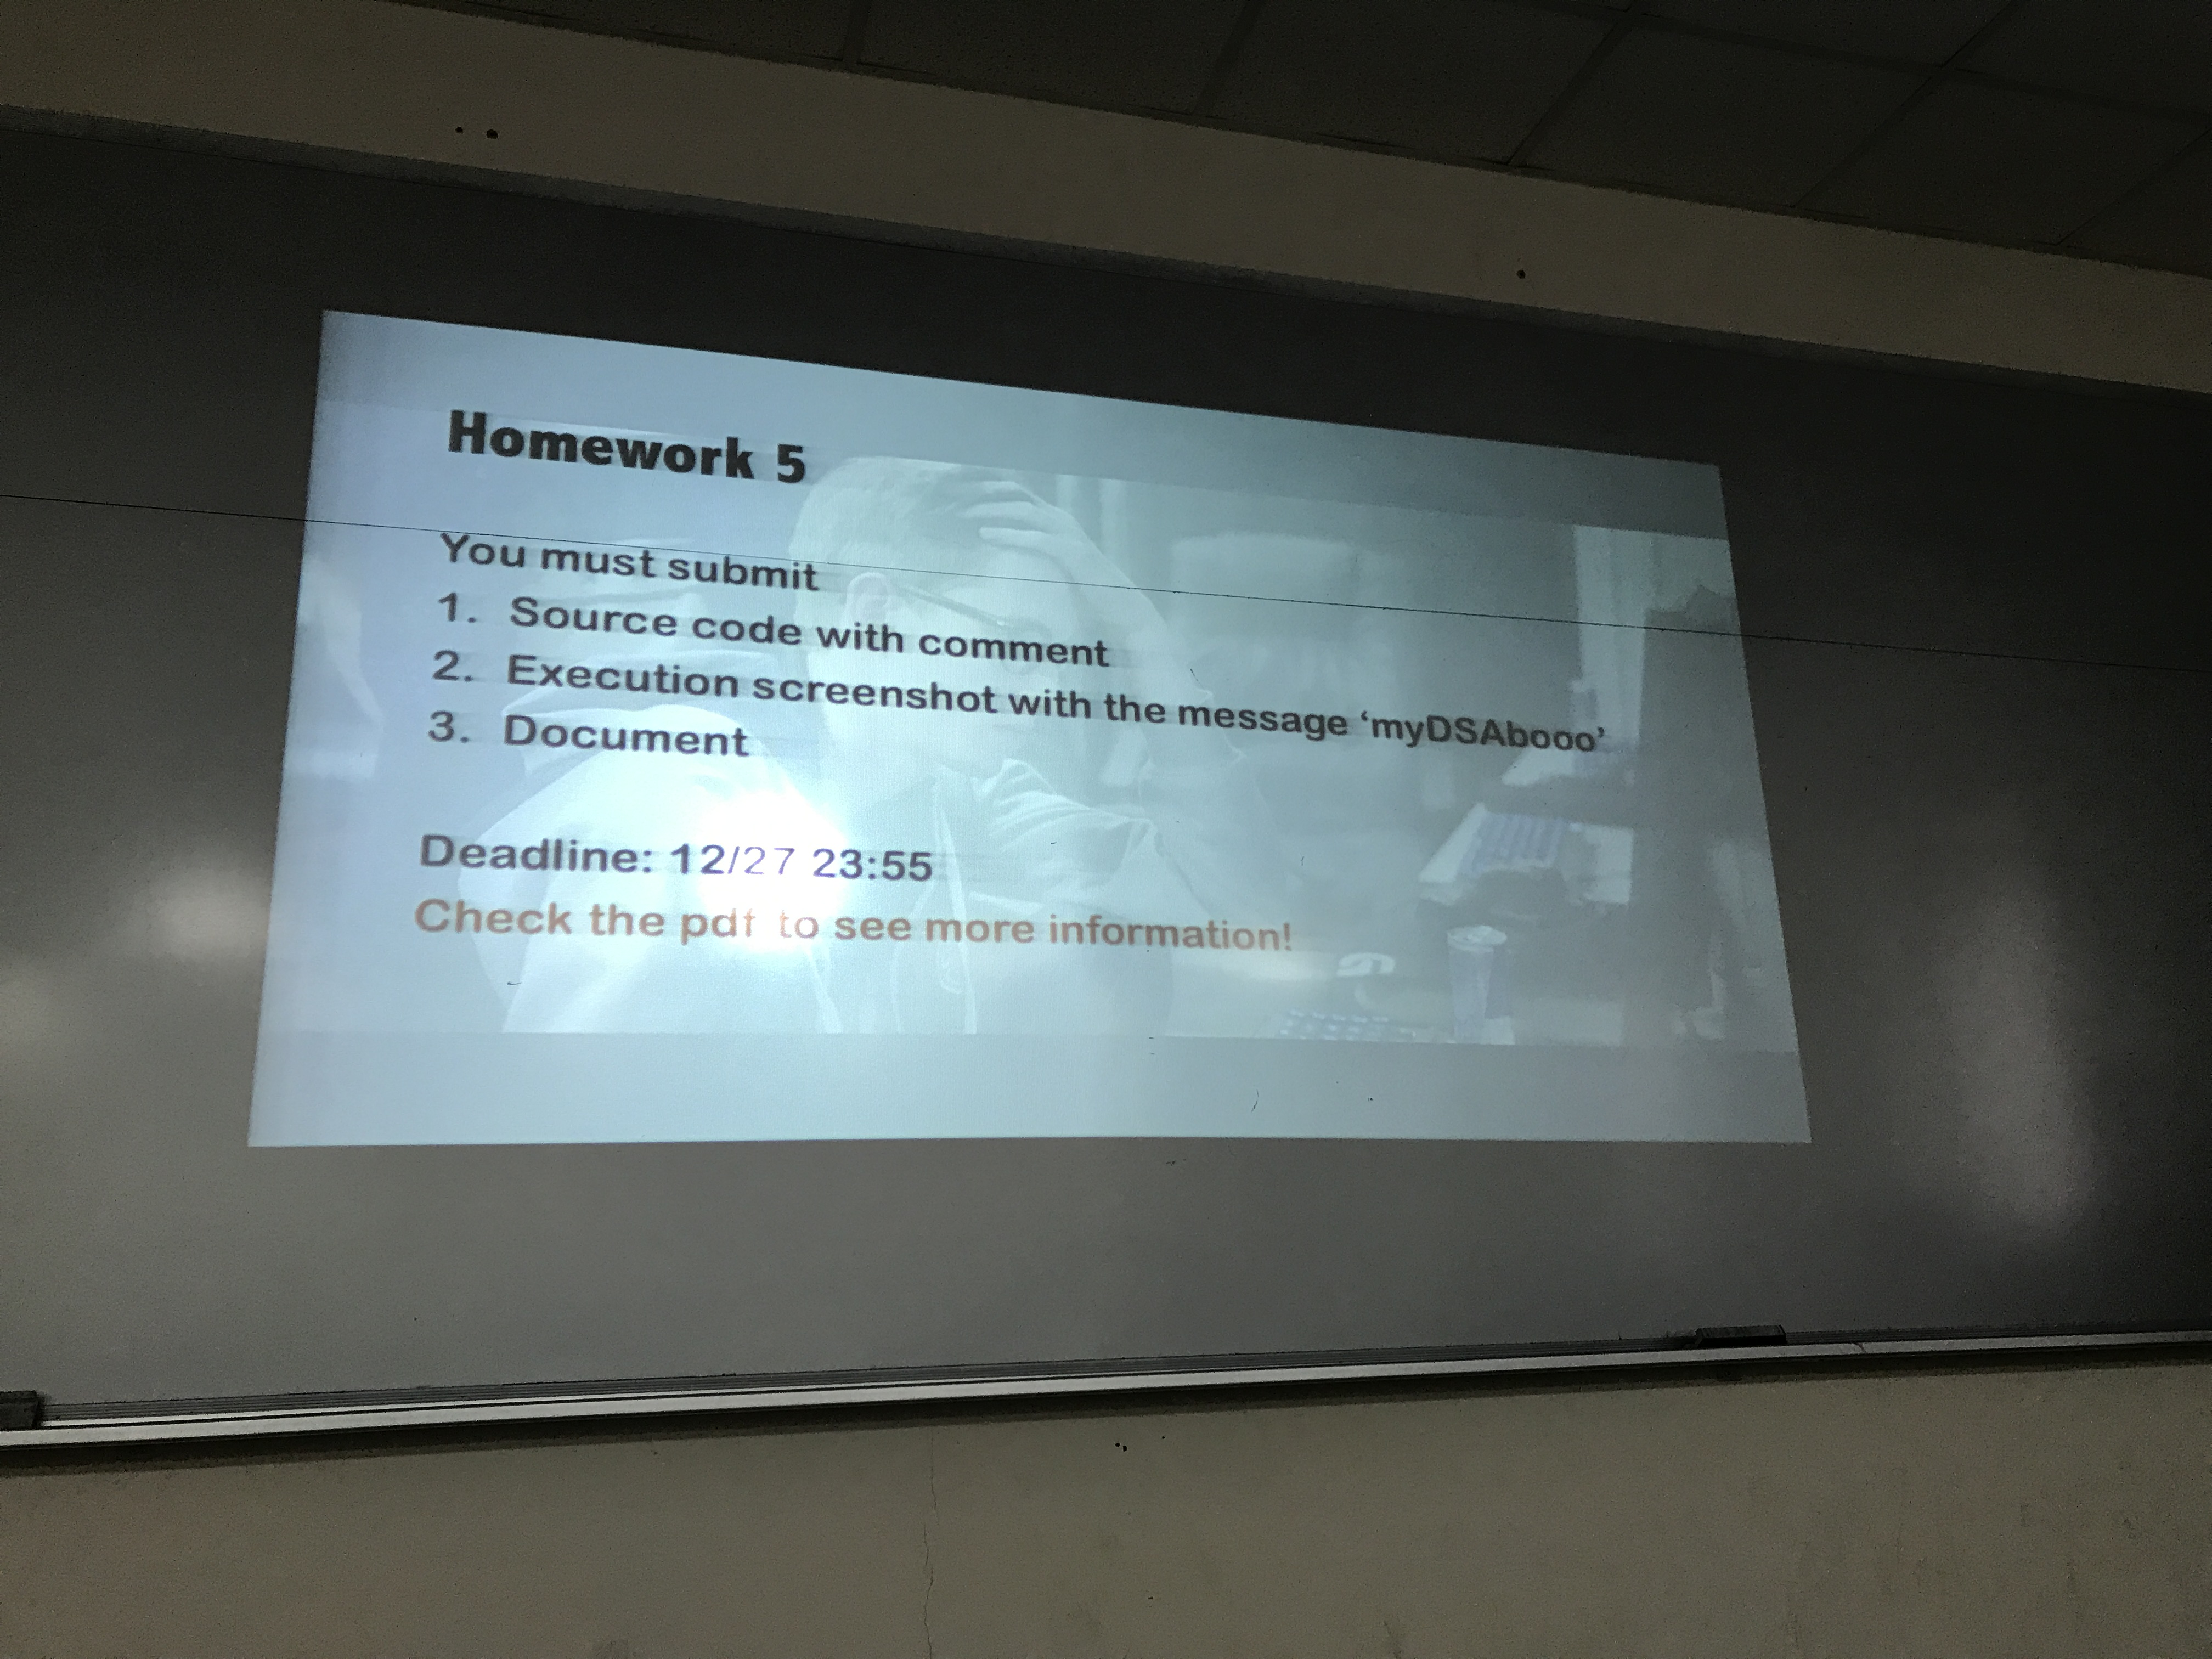 Homework 5
You must submit
1. Source code with comment
2. Execution screenshot with the message ‘myDSAbooo’
3. Document
Deadline: 12/27 23:55
Check the pdf to see more information!